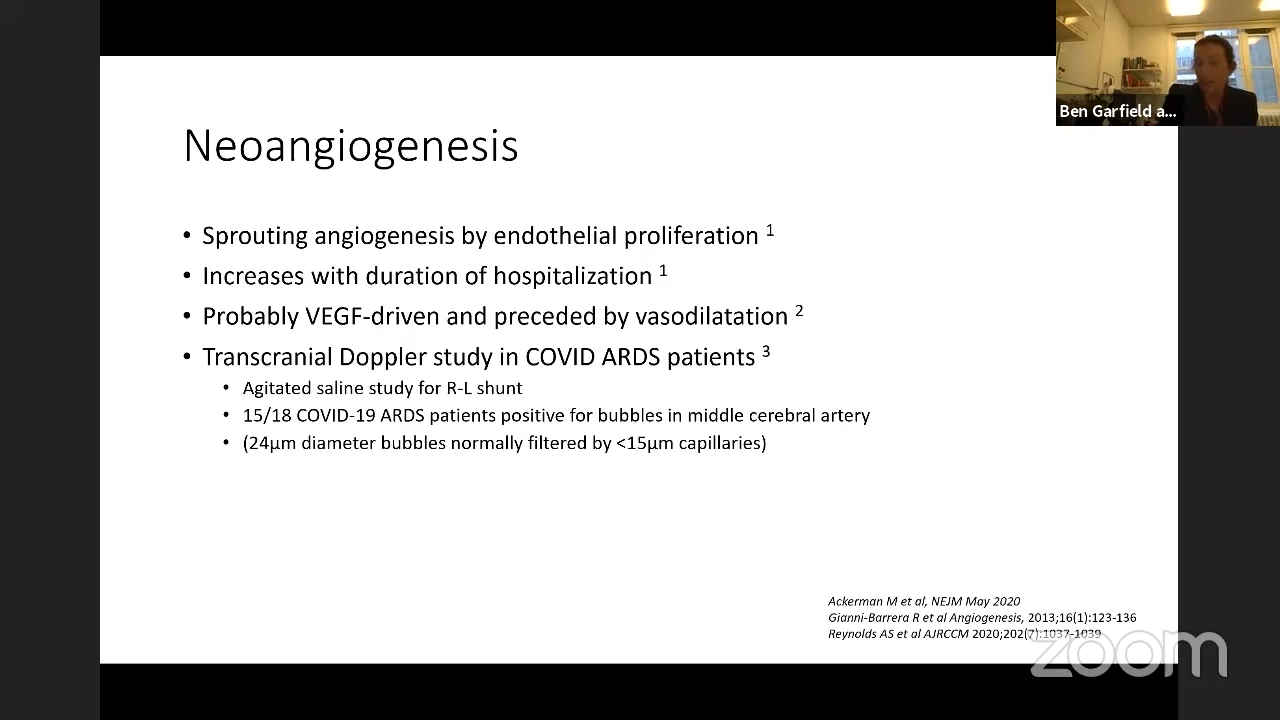 Ben Garfield a...
Neoangiogenesis
• Sprouting angiogenesis by endothelial proliferation 1
• Increases with duration of hospitalization 1
• Probably VEGF-driven and preceded by vasodilatation 2
• Transcranial Doppler study in COVID ARDS patients 3
• Agitated saline study for R-L shunt
• 15/18 COVID-19 ARDS patients positive for bubbles in middle cerebral artery
• (24µm diameter bubbles normally filtered by <15µm capillaries)
Ackerman M et al, NEJM May 2020
Gianni-Barrera R et al Angiogenesis, 2013;16(1):123-136
Reynolds AS et al AJRCCM 2020;202(7):1037-1039
zoom